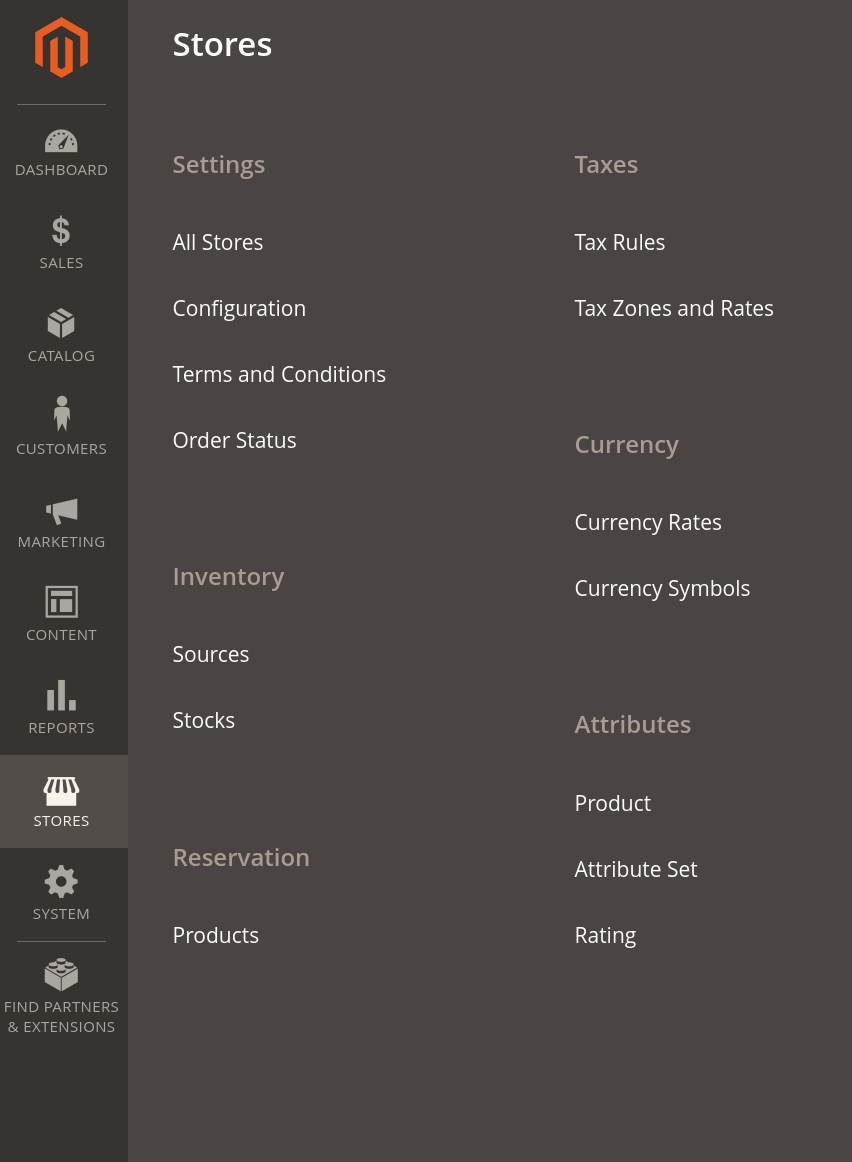 DASHBOARD
SALES
CATALOG
CUSTOMERS
MARKETING
CONTENT
REPORTS
STORES
SYSTEM
FIND PARTNERS
& EXTENSIONS
Stores
Settings
All Stores
Configuration
Terms and Conditions
Order Status
Inventory
Sources
Stocks
Reservation
Products
Taxes
Tax Rules
Tax Zones and Rates
Currency
Currency Rates
Currency Symbols
Attributes
Product
Attribute Set
Rating